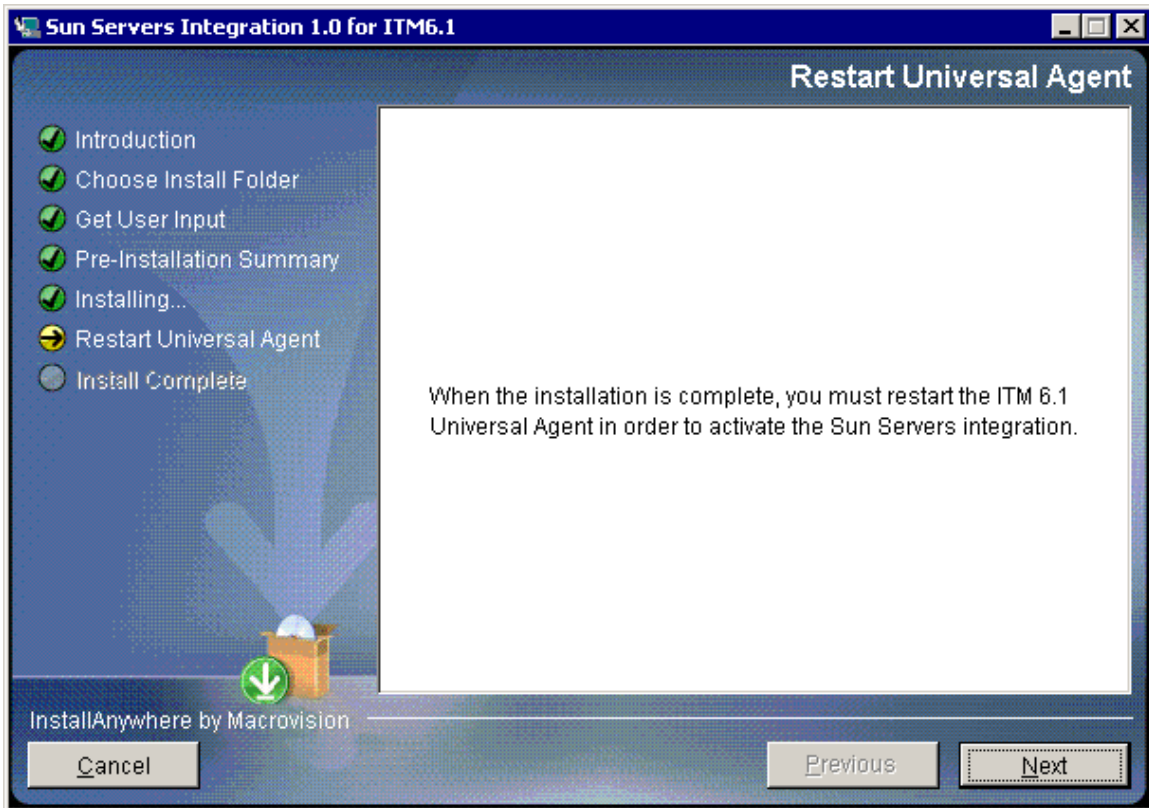 Sun Servers Integration 1.0 for ITM6.1
Restart Universal Agent
Introduction
Choose Install Folder
Get User Input
Pre-Installation Summary
Installing...
Restart Universal Agent
Install Complete
When the installation is complete, you must restart the ITM 6.1
Universal Agent in order to activate the Sun Servers integration.
InstallAnywhere by Macrovision
Cancel
Previous
Next